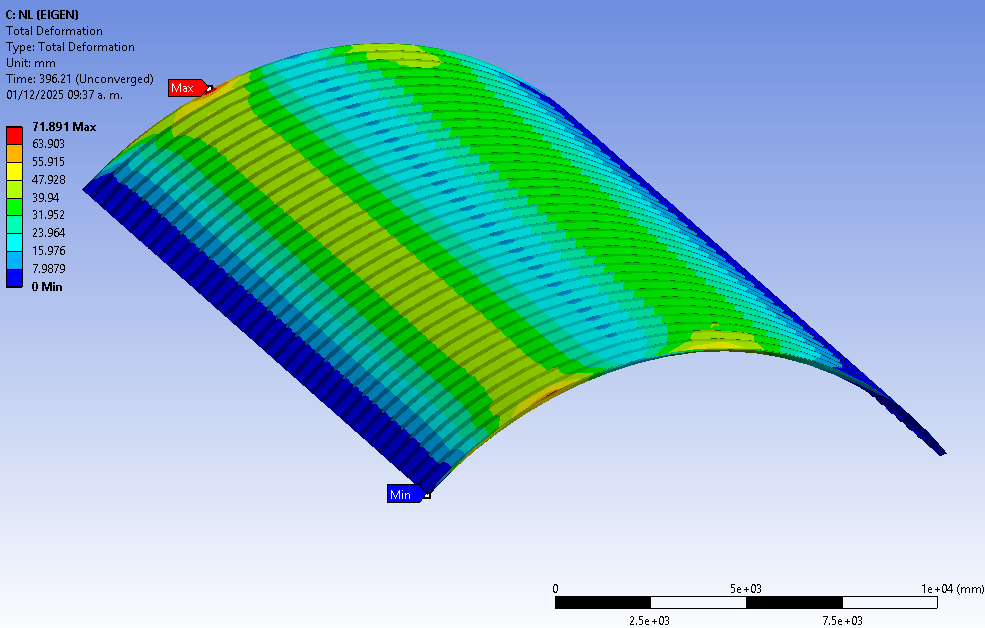 C: NL (EIGEN)
Total Deformation
Type: Total Deformation
Unit: mm
Time: 396.21 (Unconverged)
01/12/2025 09:37 a. m.
Max
71.891 Max
63.903
55.915
47.928
39.94
31.952
23.964
15.976
7.9879
0 Min
Min
0 5e+03 1e+04 (mm)
2.5e+03 7.5e+03